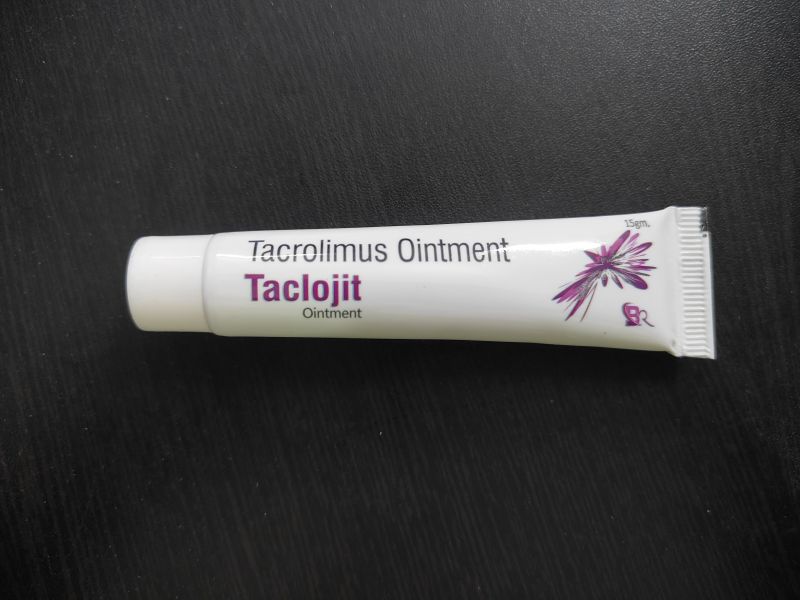 15gm.
Tacrolimus Ointment
Taclojit
Ointment